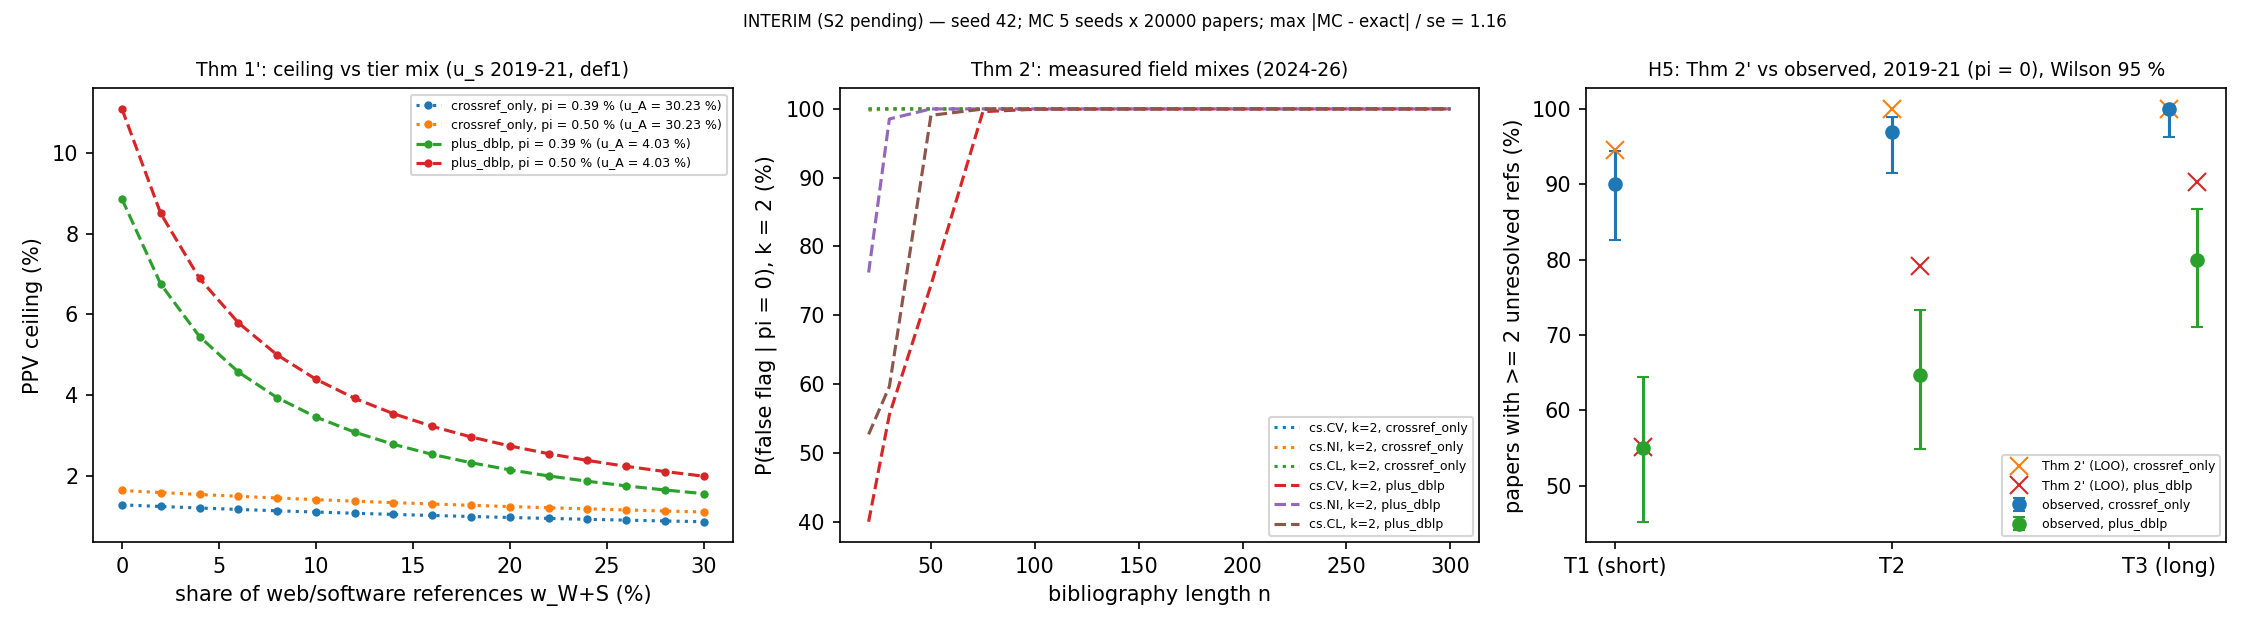 INTERIM (S2 pending) — seed 42; MC 5 seeds x 20000 papers; max |MC - exact| / se = 1.16
Thm 1': ceiling vs tier mix (u_s 2019-21, def1)
PPV ceiling (%)
10
8
6
4
2
crossref_only, pi = 0.39 % (u_A = 30.23 %)
crossref_only, pi = 0.50 % (u_A = 30.23 %)
plus_dblp, pi = 0.39 % (u_A = 4.03 %)
plus_dblp, pi = 0.50 % (u_A = 4.03 %)
0 5 10 15 20 25 30
share of web/software references w_W+S (%)
Thm 2': measured field mixes (2024-26)
P(false flag | pi = 0), k = 2 (%)
100
90
80
70
60
50
40
cs.CV, k=2, crossref_only
cs.NI, k=2, crossref_only
cs.CL, k=2, crossref_only
cs.CV, k=2, plus_dblp
cs.NI, k=2, plus_dblp
cs.CL, k=2, plus_dblp
50 100 150 200 250 300
bibliography length n
H5: Thm 2' vs observed, 2019-21 (pi = 0), Wilson 95 %
papers with >= 2 unresolved refs (%)
100
90
80
70
60
50
Thm 2' (LOO), crossref_only
Thm 2' (LOO), plus_dblp
observed, crossref_only
observed, plus_dblp
T1 (short) T2 T3 (long)